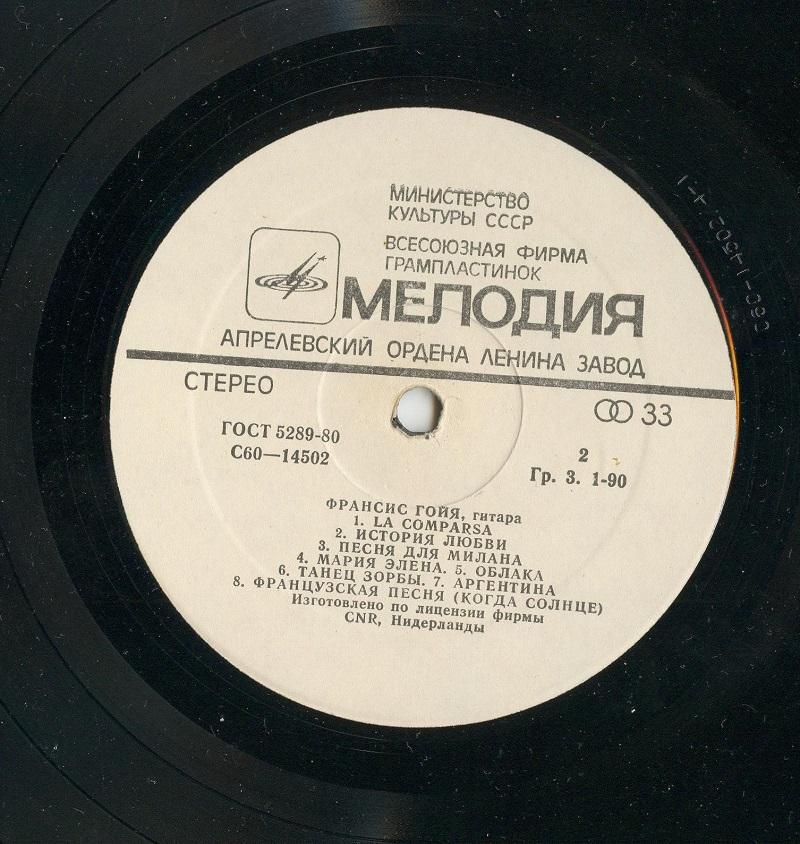 МИНИСТЕРСТВО
КУЛЬТУРЫ СССР
ВСЕСОЮЗНАЯ ФИРМА
ГРАМПЛАСТИНОК
МЕЛОДИЯ
АПРЕЛЕВСКИЙ ОРДЕНА ЛЕНИНА ЗАВОД
СТЕРЕО
33
ГОСТ 5289-80
С60—14502
2
Гр. 3. 1-90
ФРАНСИС ГОЙЯ, гитара
1. LA COMPARSA
2. ИСТОРИЯ ЛЮБВИ
3. ПЕСНЯ ДЛЯ МИЛАНА
4. МАРИЯ ЭЛЕНА. 5. ОБЛАКА
6. ТАНЕЦ ЗОРБЫ. 7. АРГЕНТИНА
8. ФРАНЦУЗСКАЯ ПЕСНЯ (КОГДА СОЛНЦЕ)
Изготовлено по лицензии фирмы
CNR, Нидерланды